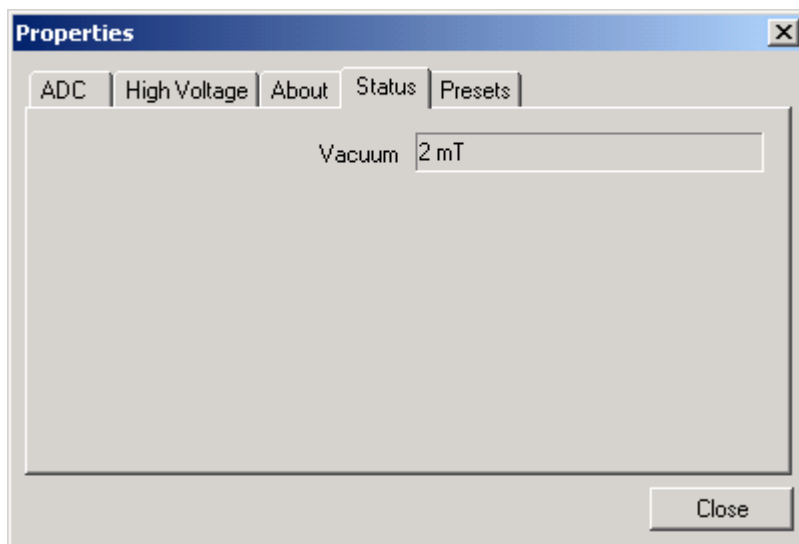 Properties
ADC High Voltage About Status Presets
Vacuum 2 mT
Close